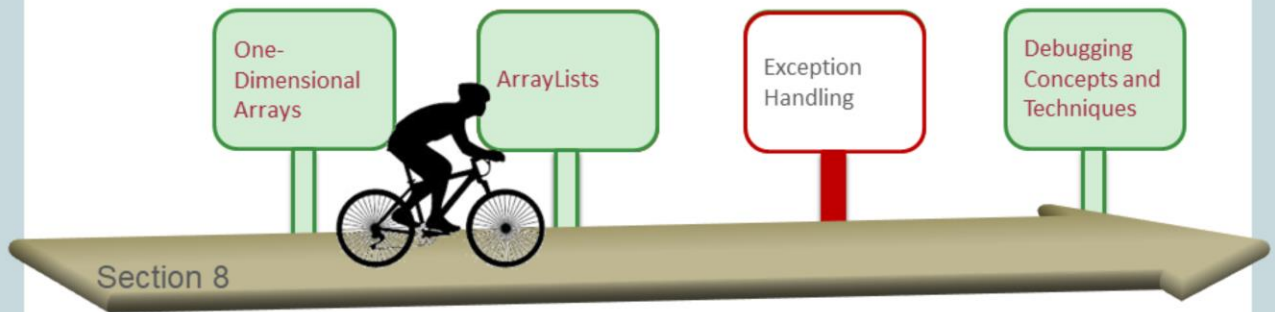 One-
Dimensional
Arrays
ArrayLists
Exception
Handling
Debugging
Concepts and
Techniques
Section 8